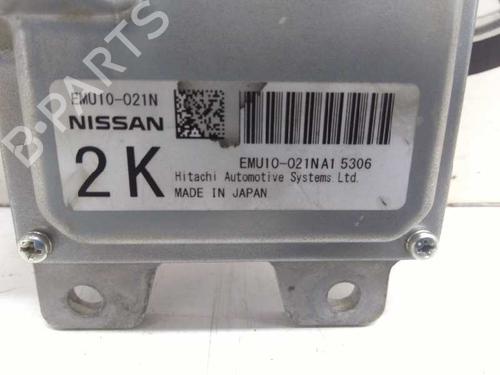 EMU10-021N
NISSAN
2K
EMU10-021NA1 5306
Hitachi Automotive Systems Ltd.
MADE IN JAPAN
B-PARTS